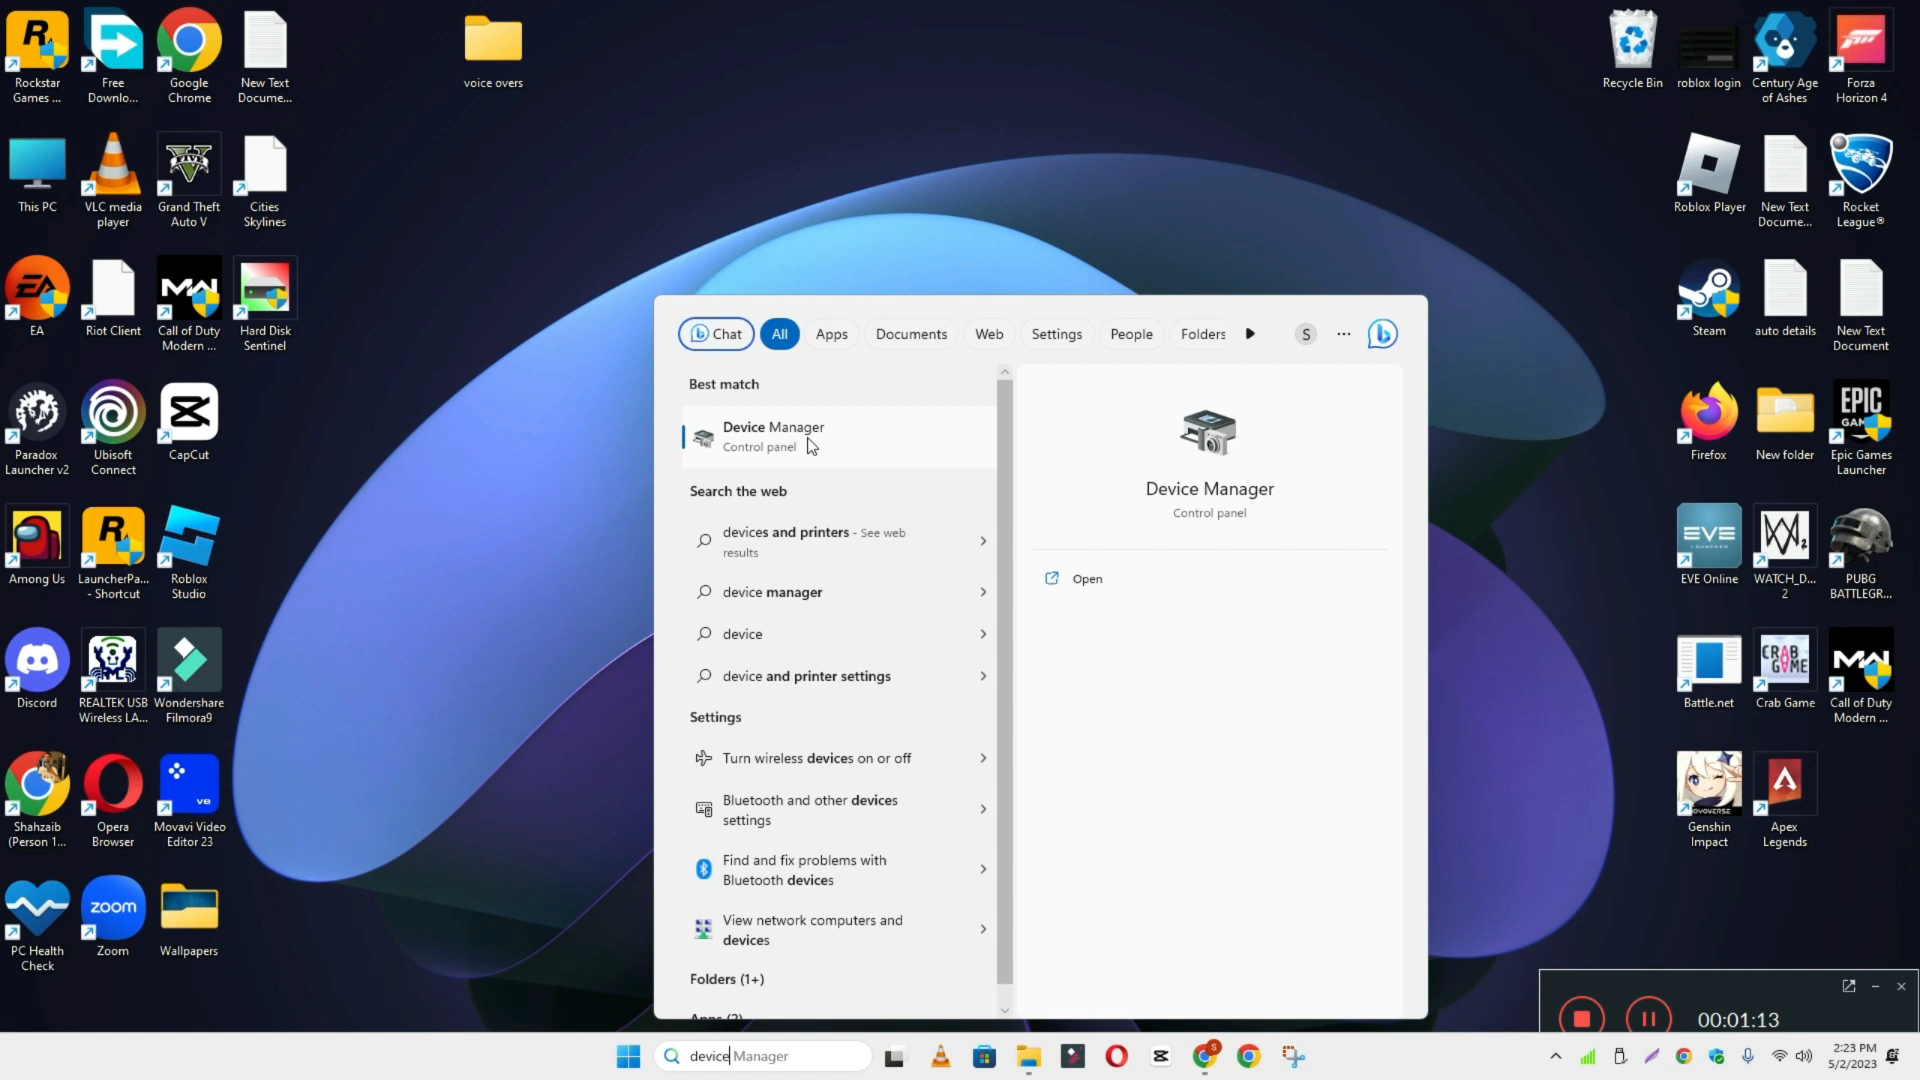 Rockstar
Games ...
Free
Downlo...
Google
Chrome
New Text
Docume...
voice overs
Recycle Bin
roblox login
Century Age
of Ashes
Forza
Horizon 4
This PC
VLC media
player
Grand Theft
Auto V
Cities
Skylines
Roblox Player
New Text
Docume...
Rocket
League®
EA
Riot Client
Call of Duty
Modern ...
Hard Disk
Sentinel
Steam
auto details
New Text
Document
Paradox
Launcher v2
Ubisoft
Connect
CapCut
Firefox
New folder
EPIC
GAM
Epic Games
Launcher
Among Us
LauncherPa...
- Shortcut
Roblox
Studio
EVE
EVE Online
WATCH_D...
2
PUBG
BATTLEGR...
Discord
REALTEK USB
Wireless LA...
Wondershare
Filmora9
Battle.net
CRAB
GAME
Crab Game
Call of Duty
Modern ...
Shahzaib
(Person 1...
Opera
Browser
ve
Movavi Video
Editor 23
Genshin
Impact
Apex
Legends
PC Health
Check
zoom
Zoom
Wallpapers
Chat
All
Apps
Documents
Web
Settings
People
Folders
S
...
Best match
Device Manager
Control panel
Search the web
devices and printers - See web
results
device manager
device
device and printer settings
Settings
Turn wireless devices on or off
Bluetooth and other devices
settings
Find and fix problems with
Bluetooth devices
View network computers and
devices
Folders (1+)
Device Manager
Control panel
Open
00:01:13
device Manager
2:23 PM
5/2/2023